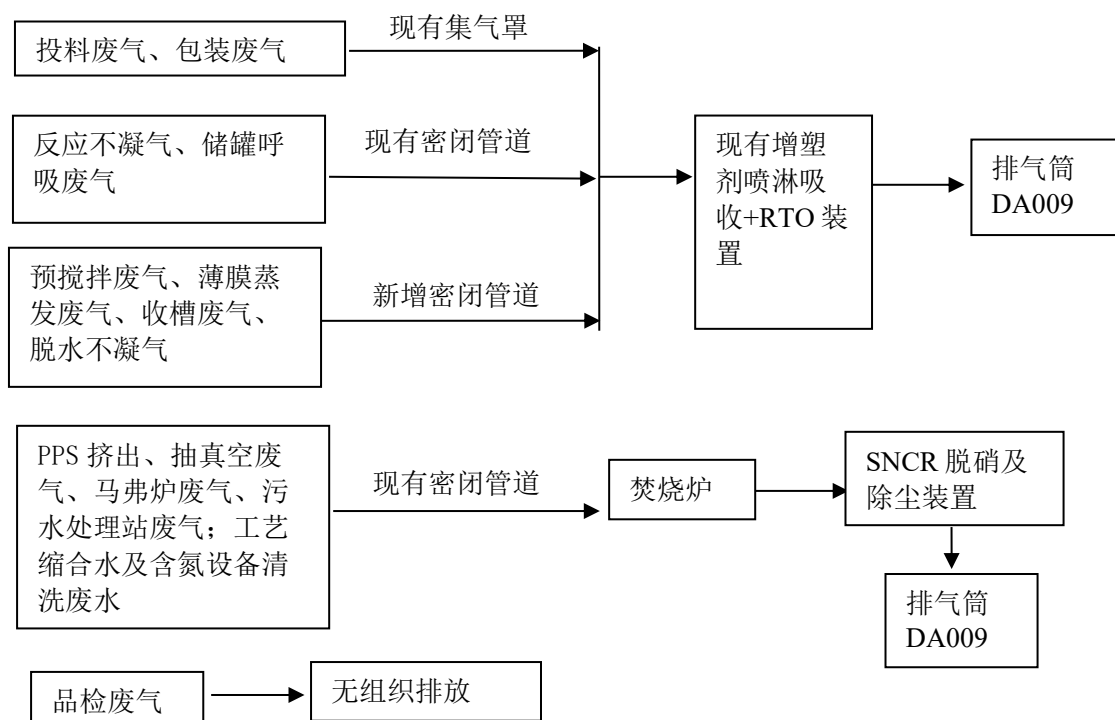 投料废气、包装废气
现有集气罩
反应不凝气、储罐呼
吸废气
现有密闭管道
预搅拌废气、薄膜蒸
发废气、收槽废气、
脱水不凝气
新增密闭管道
现有增塑
剂喷淋吸
收+RTO 装
置
排气筒
DA009
PPS 挤出、抽真空废
气、马弗炉废气、污
水处理站废气；工艺
缩合水及含氮设备清
洗废水
现有密闭管道
焚烧炉
SNCR 脱硝及
除尘装置
排气筒
DA009
品检废气
无组织排放